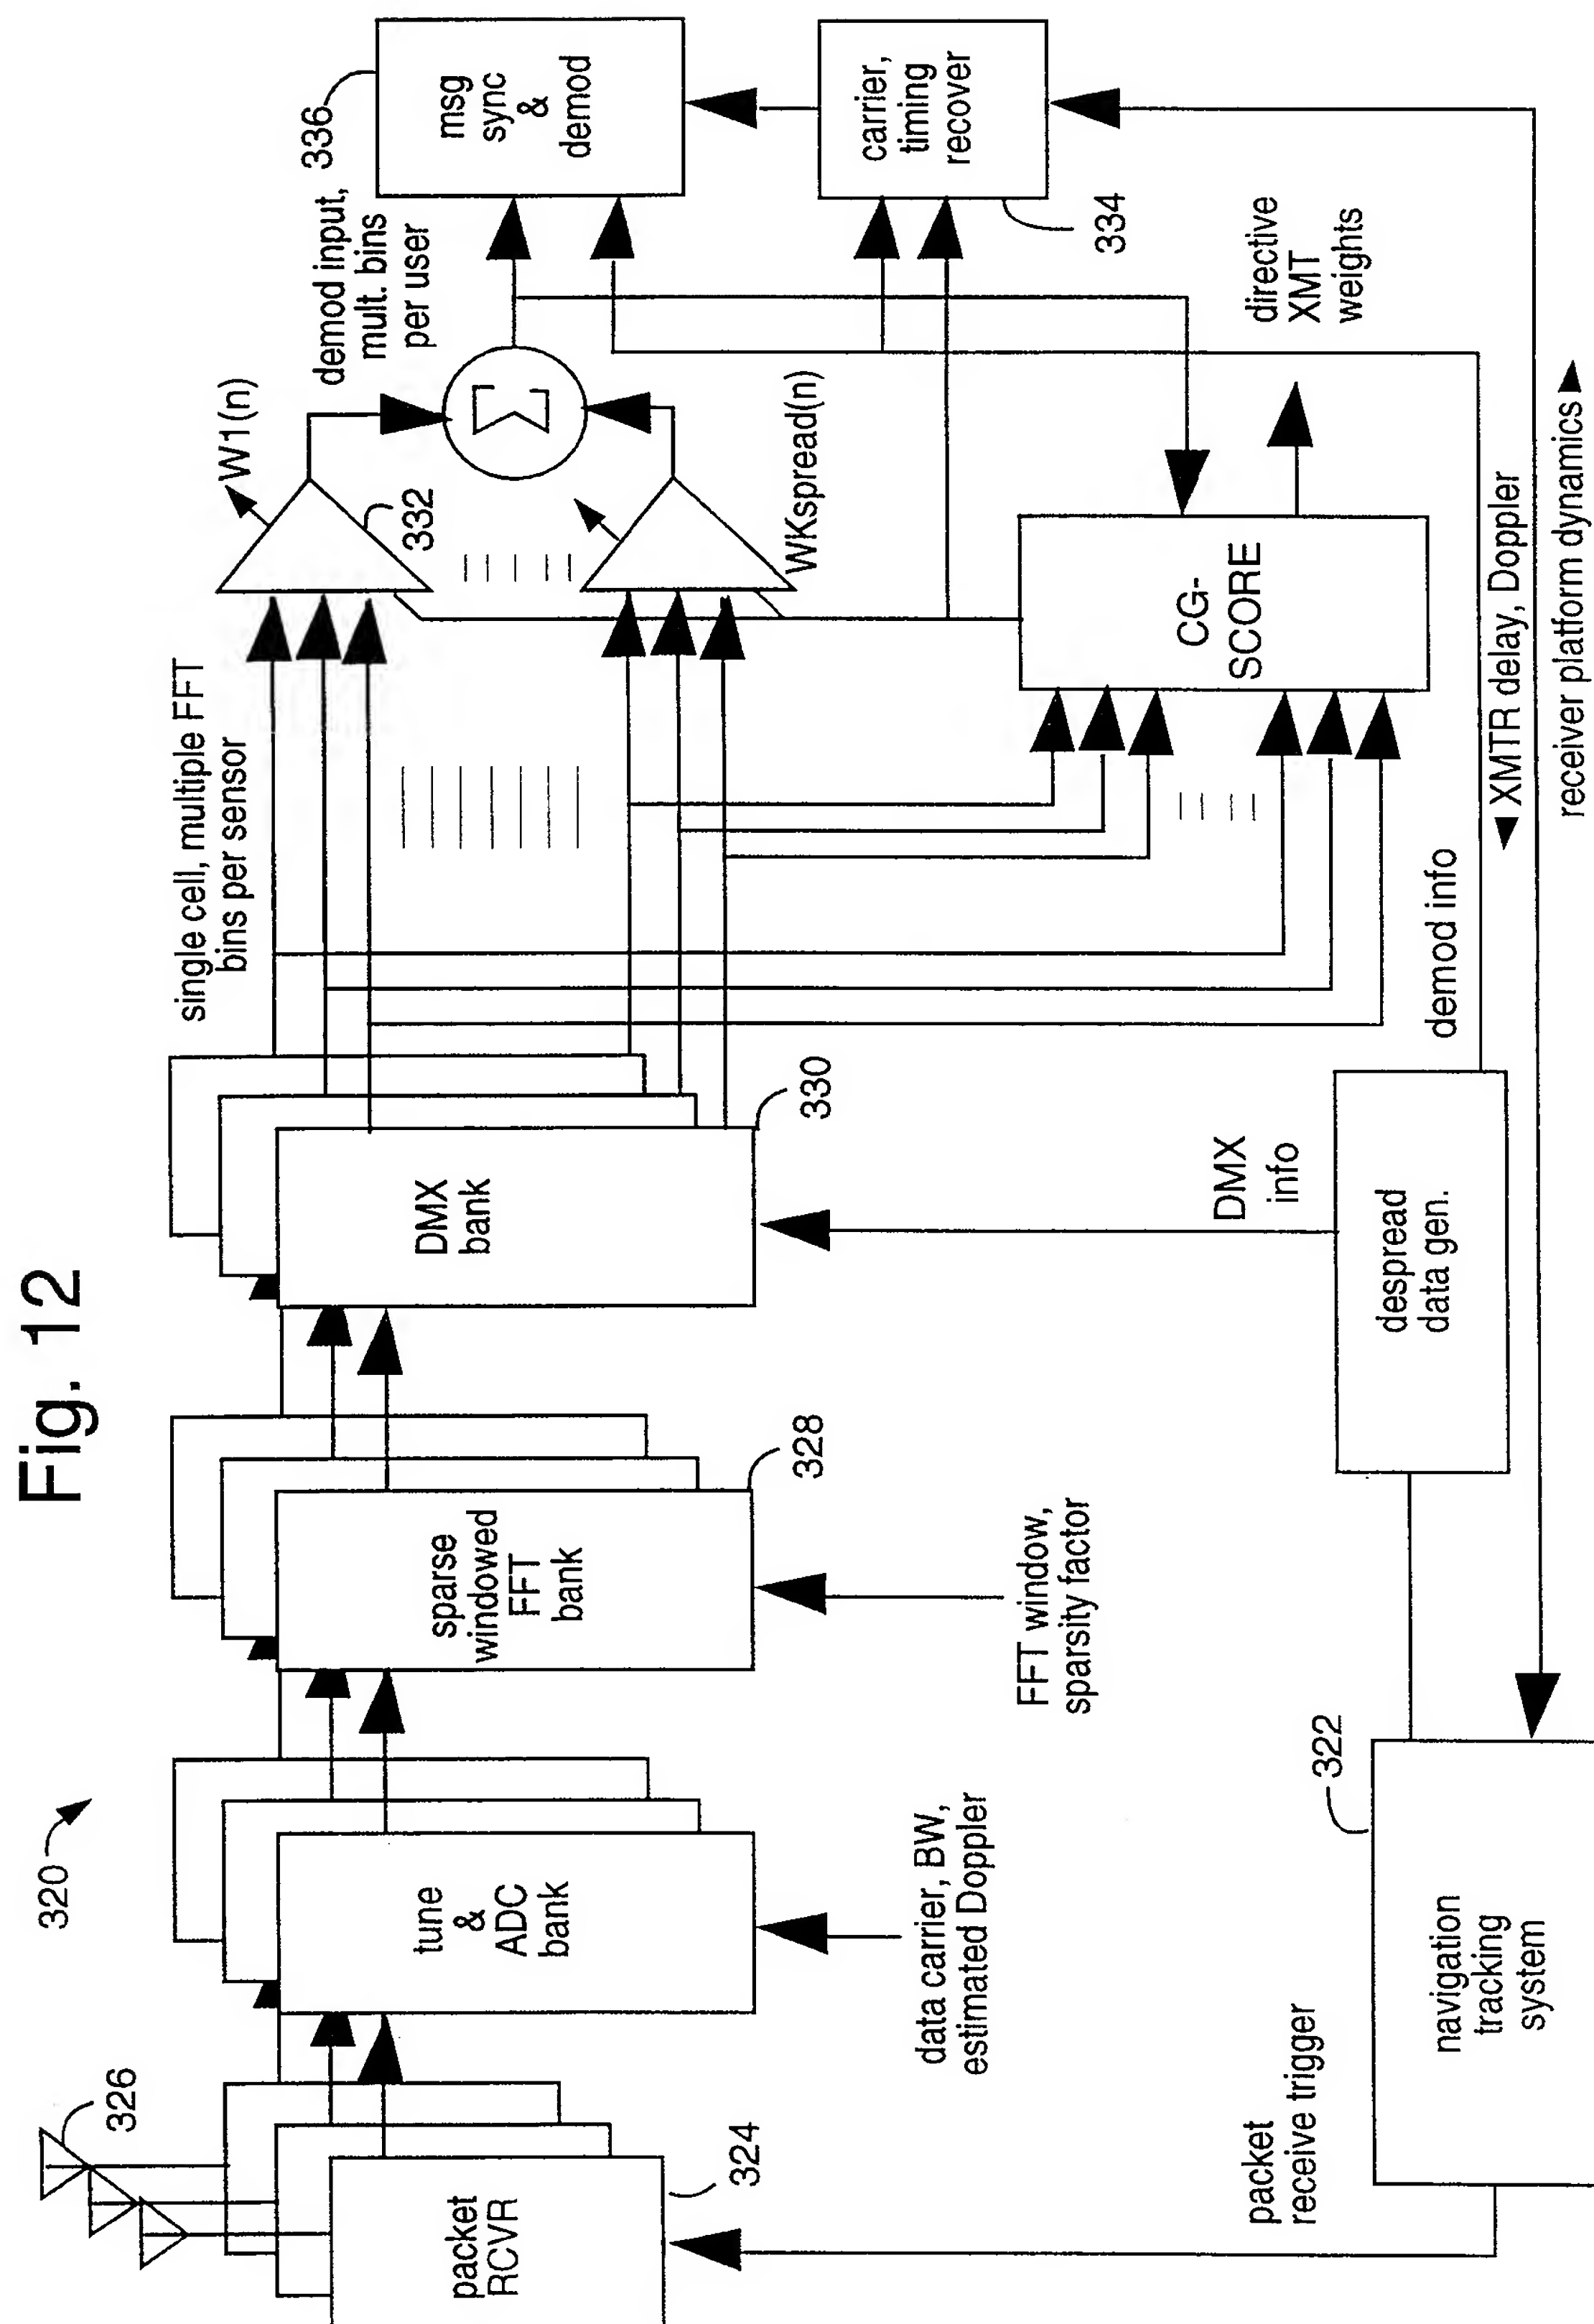 Fig. 12
320
326
packet
RCVR
324
tune
&
ADC
bank
data carrier, BW,
estimated Doppler
sparse
windowed
FFT
bank
328
FFT window,
sparsity factor
DMX
bank
330
DMX
info
single cell, multiple FFT
bins per sensor
W1(n)
332
WKspread(n)
Σ
demod input,
mult. bins
per user
336
msg
sync
&
demod
carrier,
timing
recover
334
directive
XMT
weights
CG-
SCORE
packet
receive trigger
322
navigation
tracking
system
despread
data gen.
demod info
XMTR delay, Doppler
receiver platform dynamics